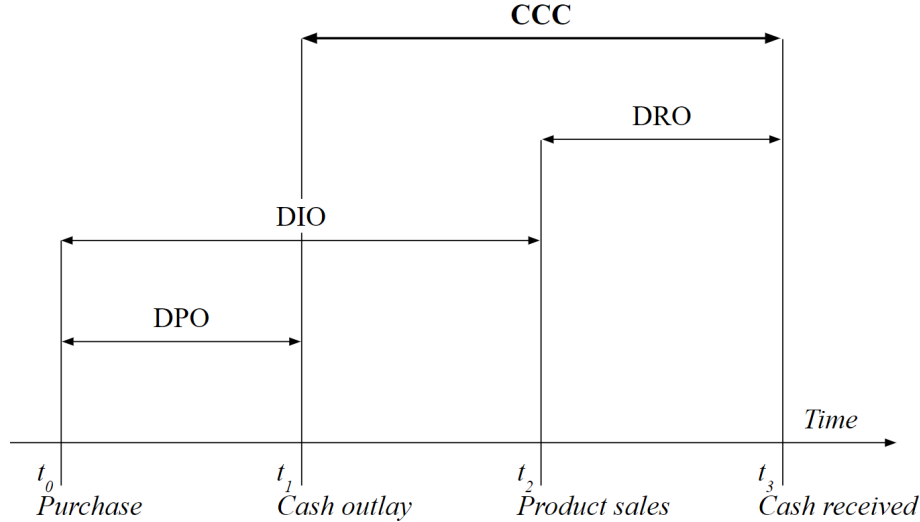 CCC
DRO
DIO
DPO
Time
t0 t1 t2 t3
Purchase Cash outlay Product sales Cash received